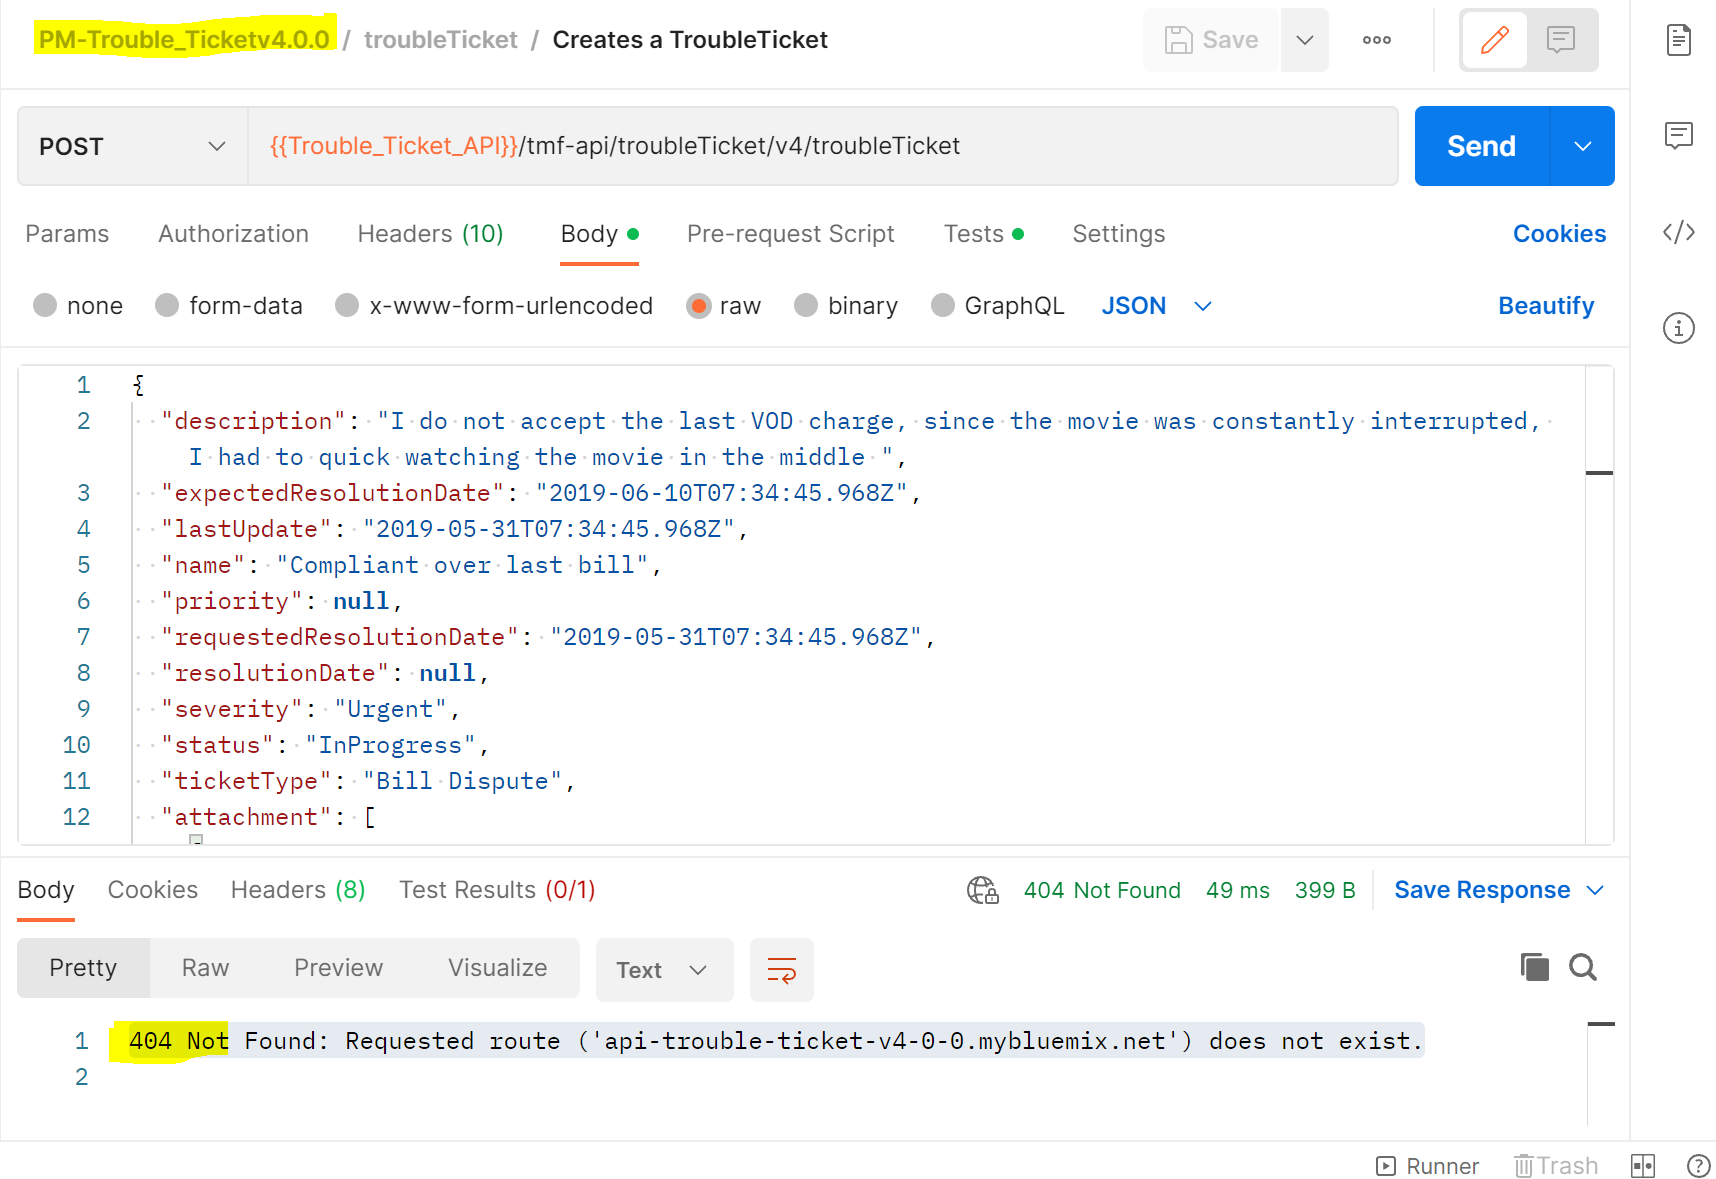 PM-Trouble_Ticketv4.0.0 / troubleTicket / Creates a TroubleTicket
Save
POST
{{Trouble_Ticket_API}}/tmf-api/troubleTicket/v4/troubleTicket
Send
Params Authorization Headers (10) Body Pre-request Script Tests Settings Cookies
none form-data x-www-form-urlencoded raw binary GraphQL JSON Beautify
1 {
2 "description": "I do not accept the last VOD charge, since the movie was constantly interrupted,
I had to quick watching the movie in the middle ",
3 "expectedResolutionDate": "2019-06-10T07:34:45.968Z",
4 "lastUpdate": "2019-05-31T07:34:45.968Z",
5 "name": "Compliant over last bill",
6 "priority": null,
7 "requestedResolutionDate": "2019-05-31T07:34:45.968Z",
8 "resolutionDate": null,
9 "severity": "Urgent",
10 "status": "InProgress",
11 "ticketType": "Bill Dispute",
12 "attachment": [
Body Cookies Headers (8) Test Results (0/1) 404 Not Found 49 ms 399 B Save Response
Pretty Raw Preview Visualize Text
1 404 Not Found: Requested route ('api-trouble-ticket-v4-0-0.mybluemix.net') does not exist.
2
Runner Trash